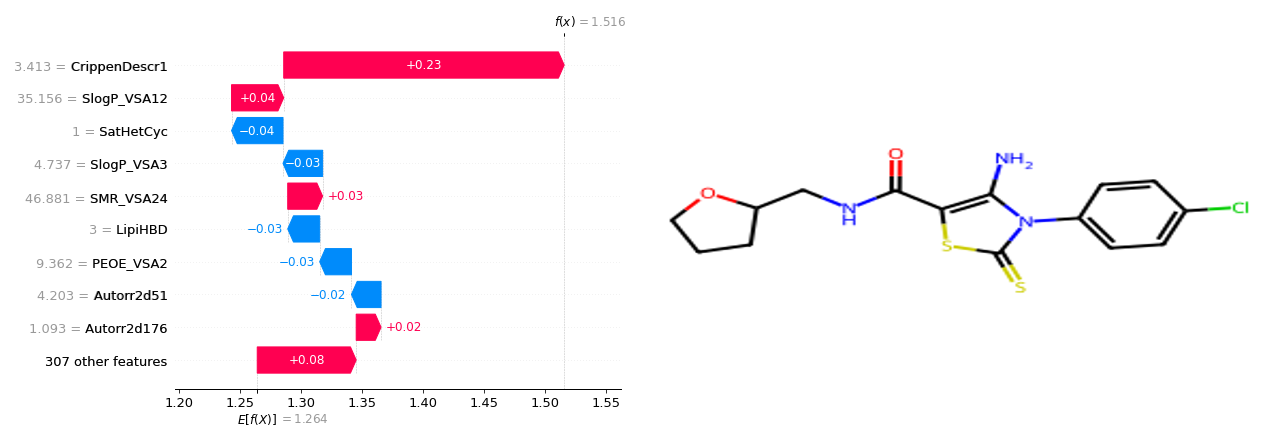 f(x) = 1.516
3.413 = CrippenDescr1
+0.23
35.156 = SlogP_VSA12
+0.04
1 = SatHetCyc
−0.04
4.737 = SlogP_VSA3
−0.03
46.881 = SMR_VSA24
+0.03
3 = LipiHBD
−0.03
9.362 = PEOE_VSA2
−0.03
4.203 = Autorr2d51
−0.02
1.093 = Autorr2d176
+0.02
307 other features
+0.08
1.20 1.25 1.30 1.35 1.40 1.45 1.50 1.55
E[f(X)] = 1.264
O
NH₂
O
N
H
N
Cl
S
S